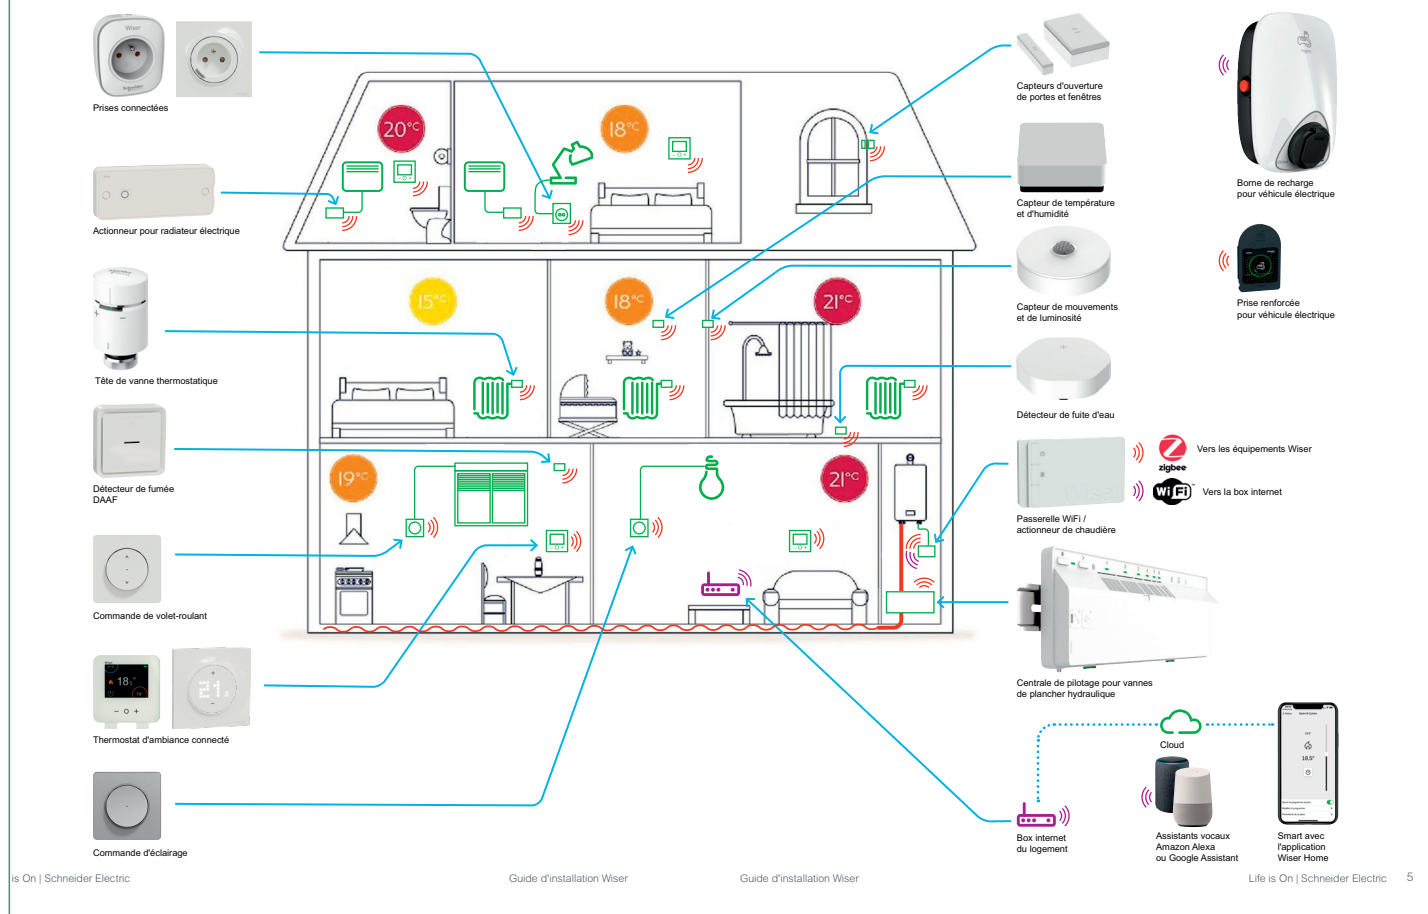 Wiser
Schneider
Prises connectées
Actionneur pour radiateur électrique
Tête de vanne thermostatique
Détecteur de fumée
DAAF
Commande de volet-roulant
18
Thermostat d'ambiance connecté
Commande d'éclairage
20°C
18°C
15°C
18°C
21°C
19°C
21°C
Capteurs d'ouverture
de portes et fenêtres
Capteur de température
et d'humidité
Capteur de mouvements
et de luminosité
Détecteur de fuite d'eau
Wiser
Passerelle WiFi /
actionneur de chaudière
zigbee
Vers les équipements Wiser
WiFi
Vers la box internet
Centrale de pilotage pour vannes
de plancher hydraulique
Borne de recharge
pour véhicule électrique
Prise renforcée
pour véhicule électrique
Cloud
18,5°
Box internet
du logement
Assistants vocaux
Amazon Alexa
ou Google Assistant
Smart avec
l'application
Wiser Home
is On | Schneider Electric
Guide d'installation Wiser
Guide d'installation Wiser
Life is On | Schneider Electric
5